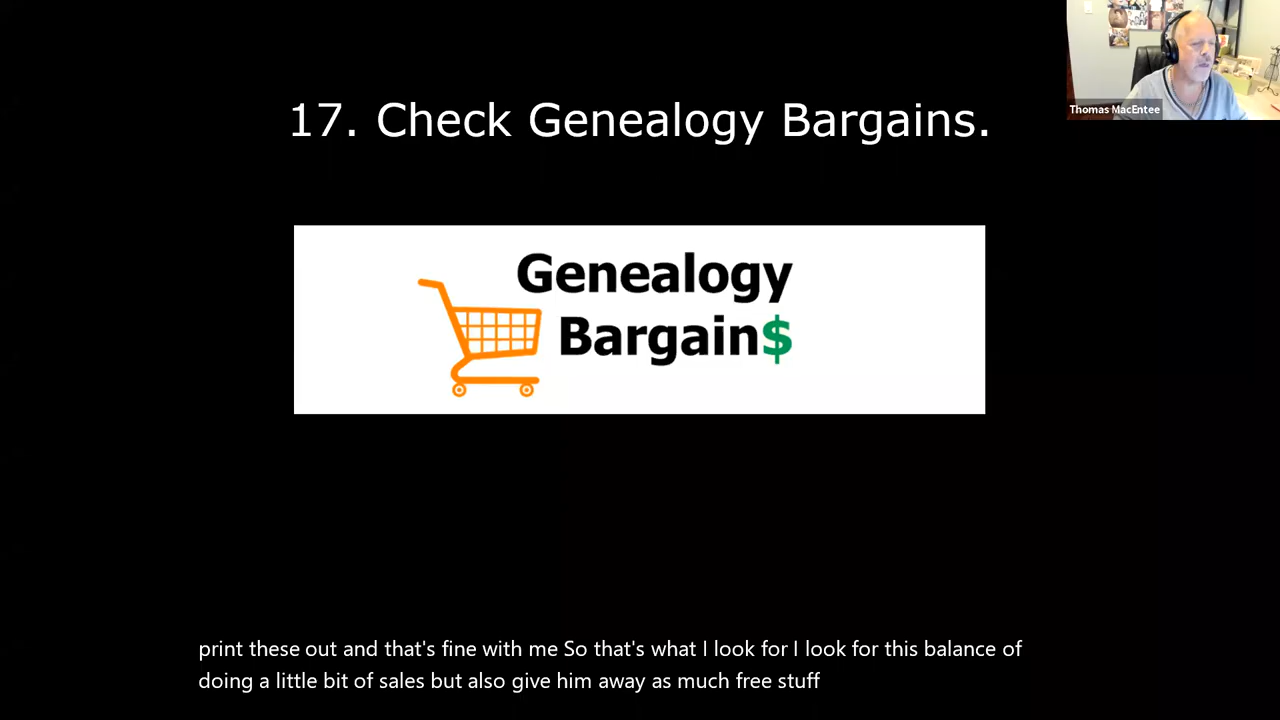 17. Check Genealogy Bargains.
Thomas MacEntee
Genealogy
Bargain$
print these out and that's fine with me So that's what I look for I look for this balance of
doing a little bit of sales but also give him away as much free stuff